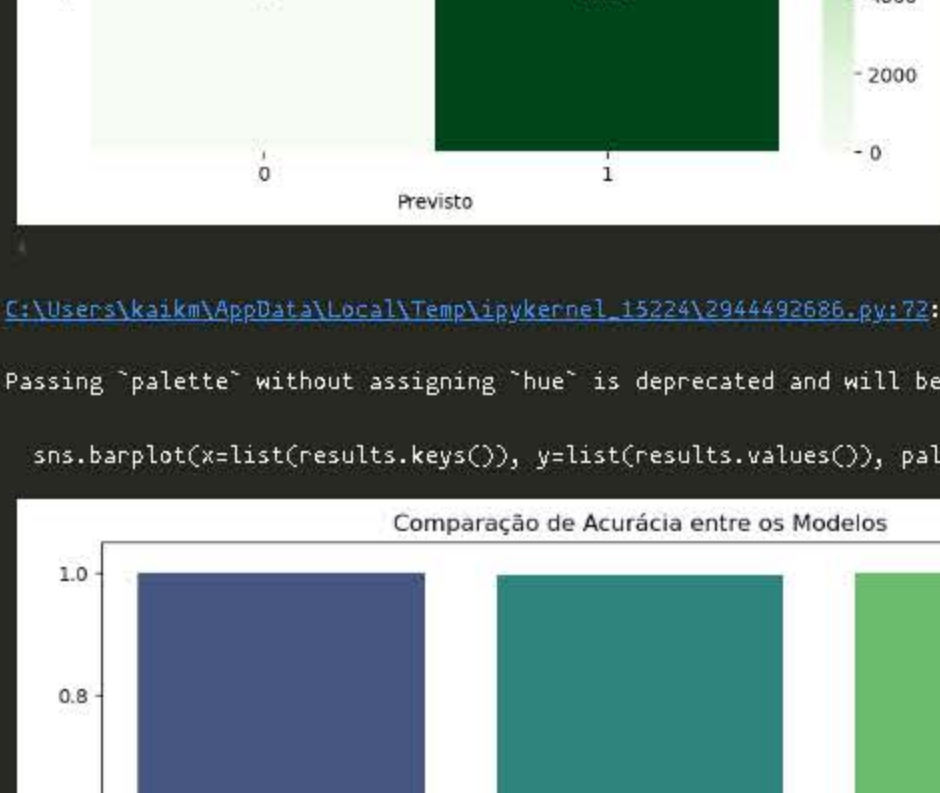 2000
0
0 1
Previsto
C:\Users\kaikm\AppData\Local\Temp\ipykernel_15224\2944492686.py:72:
Passing `palette` without assigning `hue` is deprecated and will be
sns.barplot(x=list(results.keys()), y=list(results.values()), pal
Comparação de Acurácia entre os Modelos
1.0
0.8